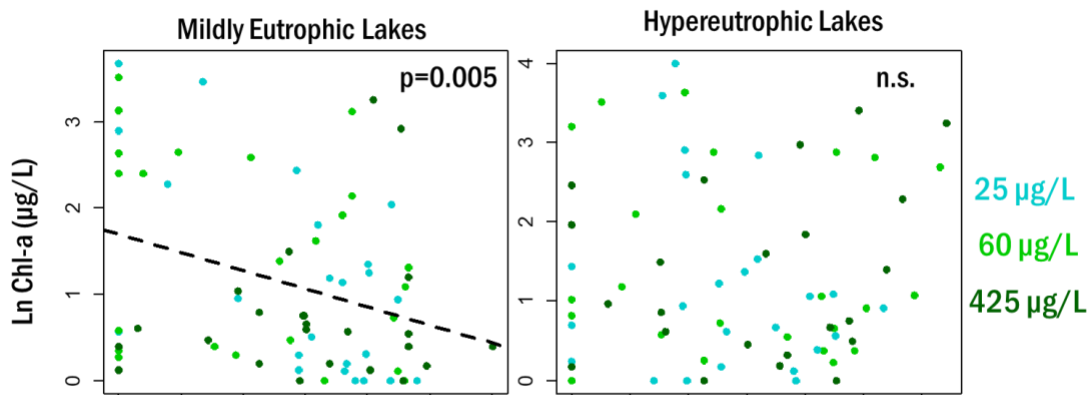 Mildly Eutrophic Lakes
Hypereutrophic Lakes
p=0.005
n.s.
Ln Chl-a (µg/L)
3
2
1
0
4
3
2
1
0
25 µg/L
60 µg/L
425 µg/L